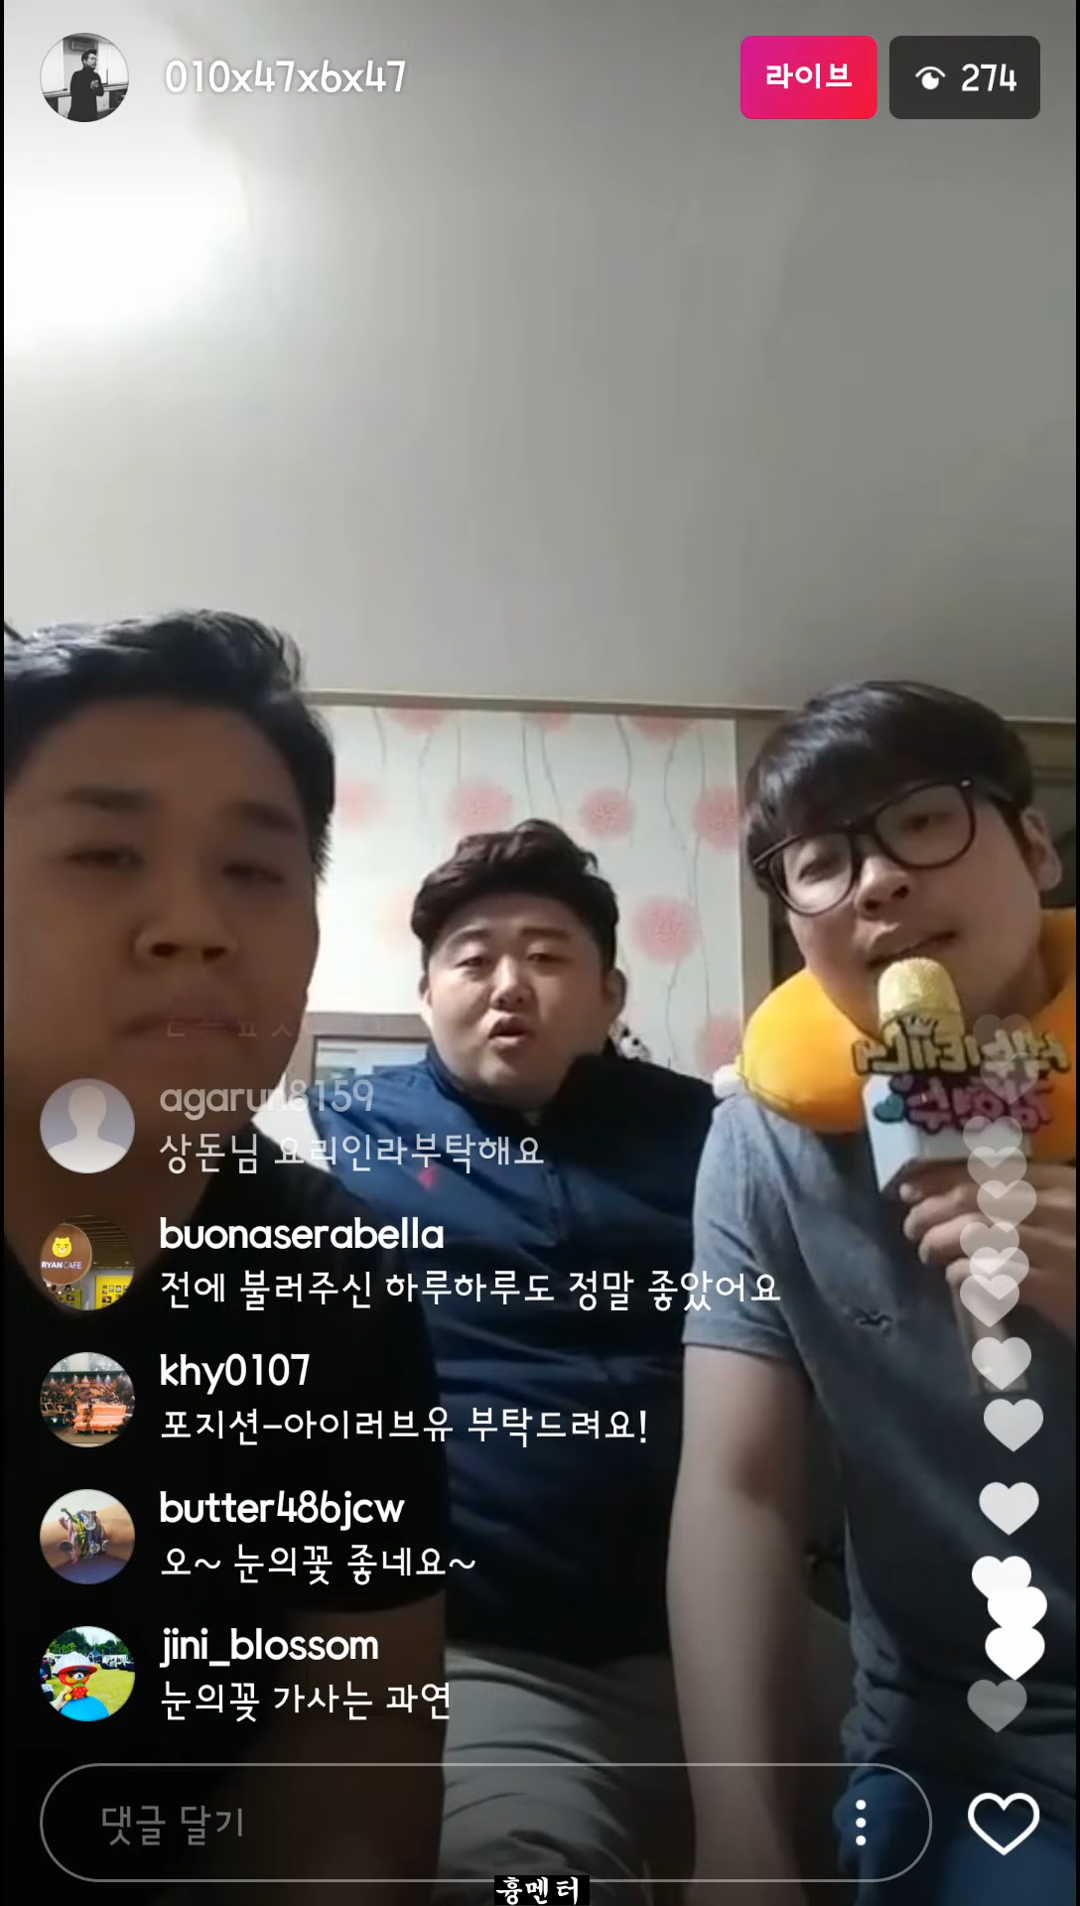 010x47x6x47
라이브
274
agarun8159
상돈님 요리인라부탁해요
buonaserabella
전에 불러주신 하루하루도 정말 좋았어요
RYAN CAFE
khy0107
포지션-아이러브유 부탁드려요!
butter486jcw
오~ 눈의꽃 좋네요~
jini_blossom
눈의꽃 가사는 과연
댓글 달기
흥멘터